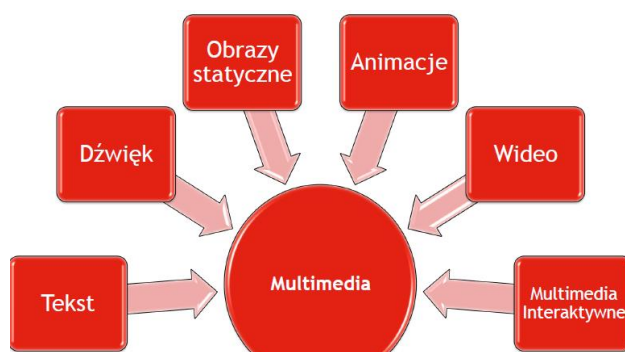 Obrazy
statyczne
Animacje
Dźwięk
Wideo
Tekst
Multimedia
Multimedia
Interaktywne